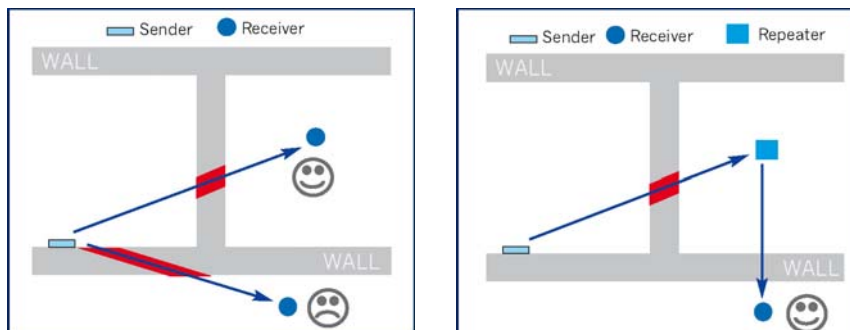 Sender Receiver
WALL
WALL
Sender Receiver Repeater
WALL
WALL